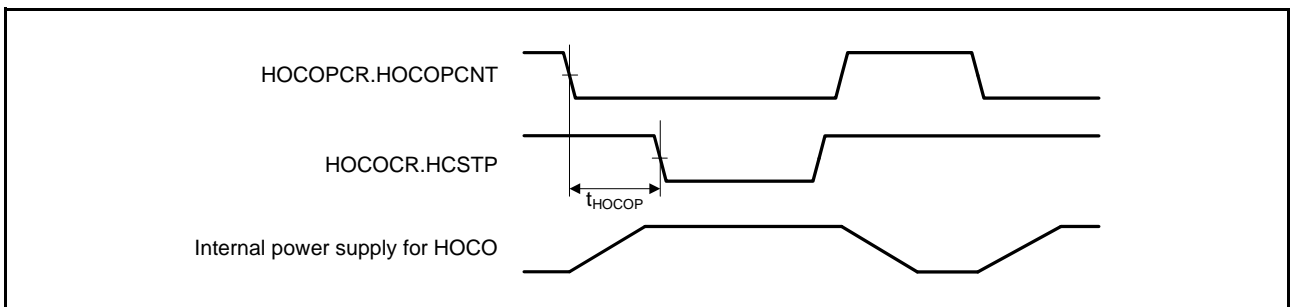 HOCOPCR.HOCOPCNT
HOCOCR.HCSTP
tHOCOP
Internal power supply for HOCO